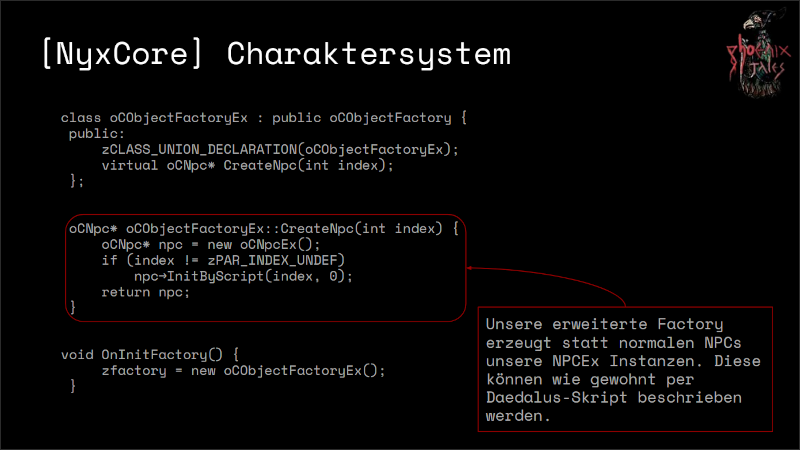 [NyxCore] Charaktersystem
Phoenix
Tales
class oCObjectFactoryEx : public oCObjectFactory {
public:
zCLASS_UNION_DECLARATION(oCObjectFactoryEx);
virtual oCNpc* CreateNpc(int index);
};
oCNpc* oCObjectFactoryEx::CreateNpc(int index) {
oCNpc* npc = new oCNpcEx();
if (index != zPAR_INDEX_UNDEF)
npc→InitByScript(index, 0);
return npc;
}
void OnInitFactory() {
zfactory = new oCObjectFactoryEx();
}
Unsere erweiterte Factory
erzeugt statt normalen NPCs
unsere NPCEx Instanzen. Diese
können wie gewohnt per
Daedalus-Skript beschrieben
werden.